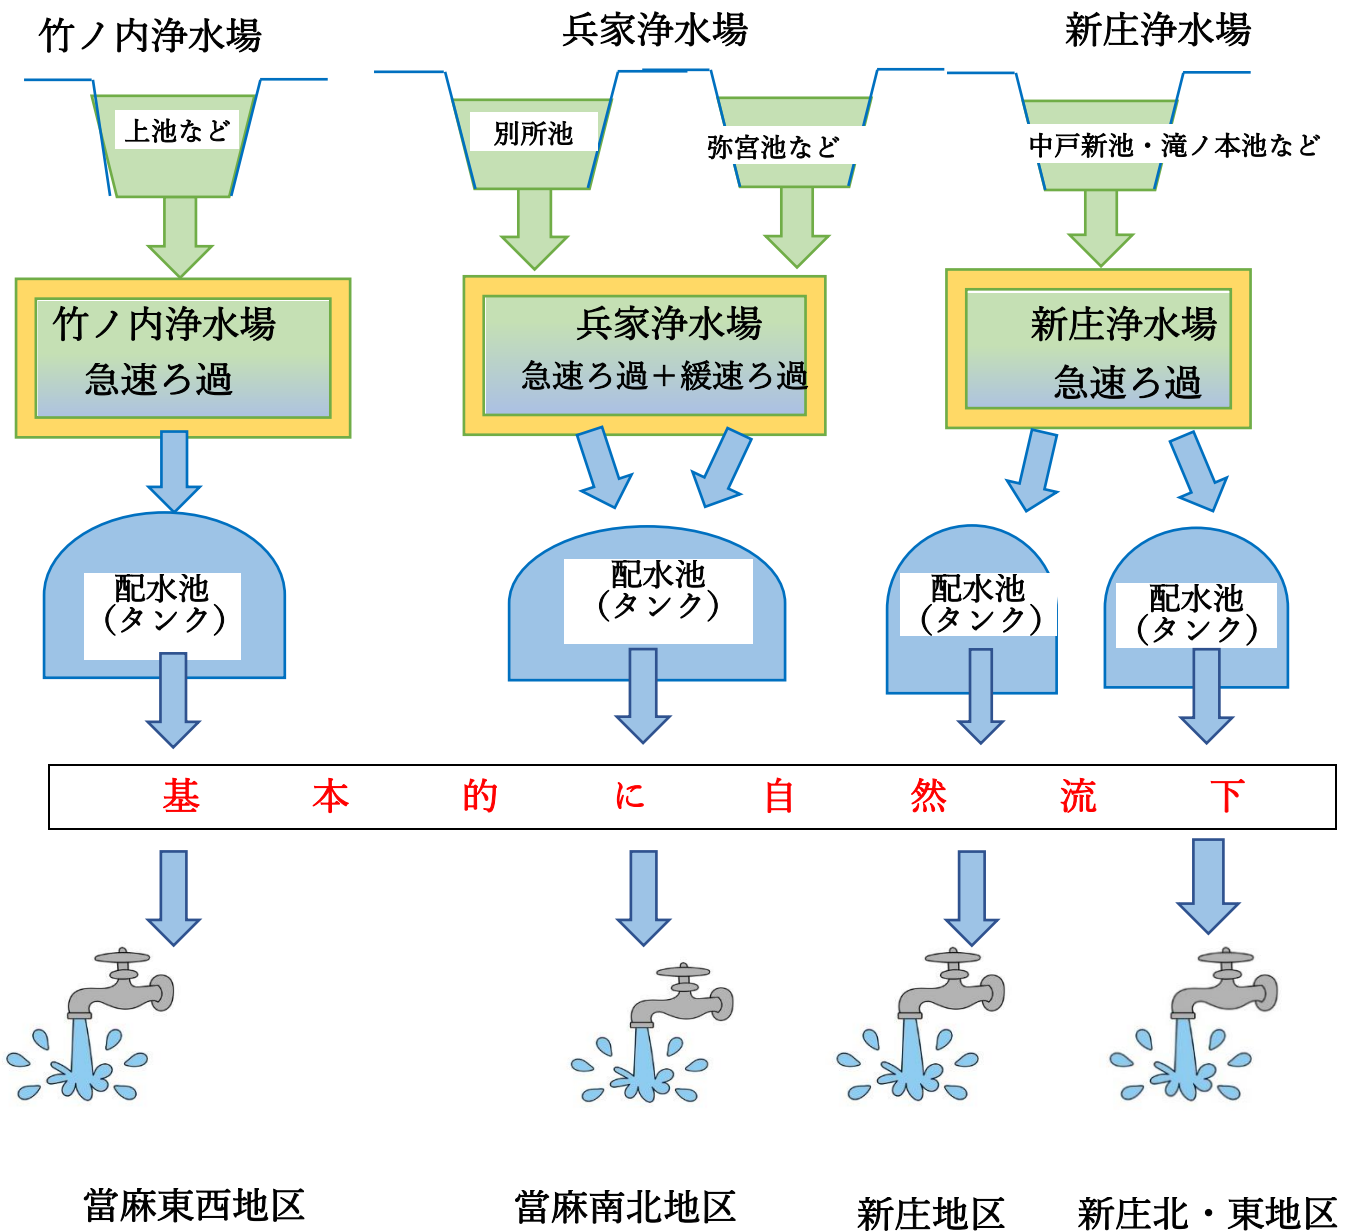 竹ノ内浄水場
兵家浄水場
新庄浄水場
上池など
別所池
弥宮池など
中戸新池・滝ノ本池など
竹ノ内浄水場
急速ろ過
兵家浄水場
急速ろ過＋緩速ろ過
新庄浄水場
急速ろ過
配水池
（タンク）
配水池
（タンク）
配水池
（タンク）
配水池
（タンク）
基本的に自然流下
當麻東西地区
當麻南北地区
新庄地区
新庄北・東地区